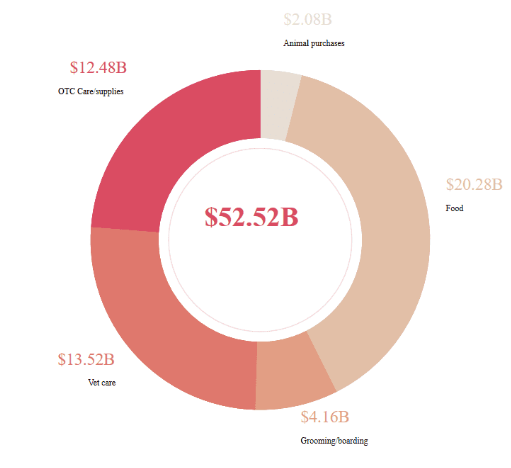 $2.08B
Animal purchases
$12.48B
OTC Care/supplies
$20.28B
Food
$52.52B
$13.52B
Vet care
$4.16B
Grooming/boarding